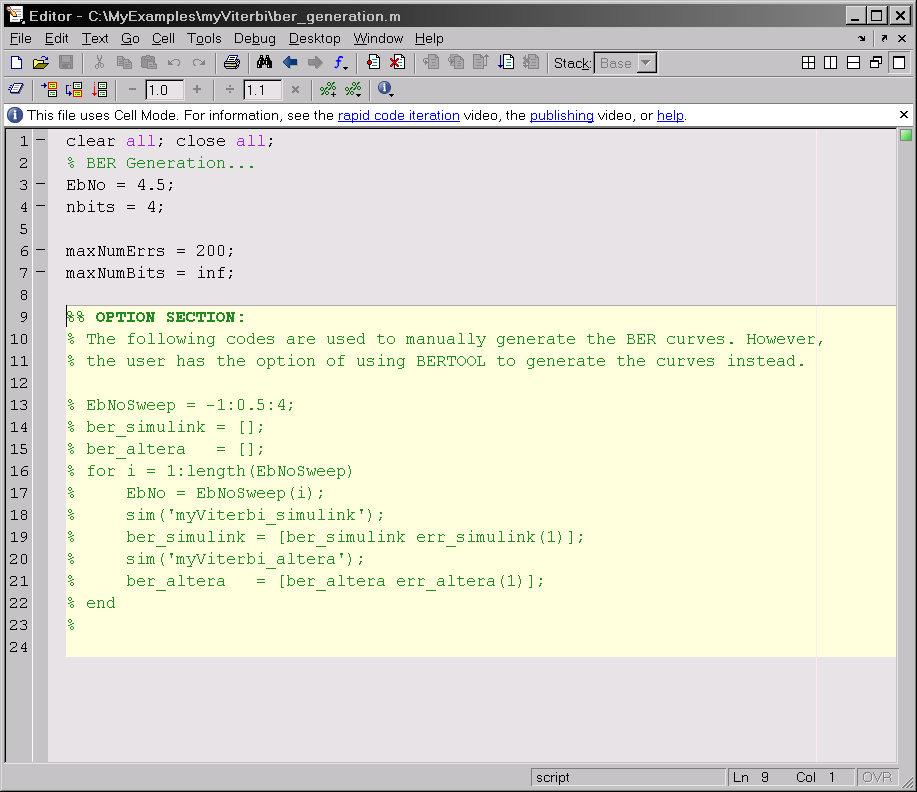 Editor - C:\MyExamples\myViterbi\ber_generation.m
File Edit Text Go Cell Tools Debug Desktop Window Help
Stack: Base
− 1.0 + ÷ 1.1 ×
This file uses Cell Mode. For information, see the rapid code iteration video, the publishing video, or help.
1 − clear all; close all;
2 % BER Generation...
3 − EbNo = 4.5;
4 − nbits = 4;
5
6 − maxNumErrs = 200;
7 − maxNumBits = inf;
8
9 %% OPTION SECTION:
10 % The following codes are used to manually generate the BER curves. However,
11 % the user has the option of using BERTOOL to generate the curves instead.
12
13 % EbNoSweep = -1:0.5:4;
14 % ber_simulink = [];
15 % ber_altera   = [];
16 % for i = 1:length(EbNoSweep)
17 %     EbNo = EbNoSweep(i);
18 %     sim('myViterbi_simulink');
19 %     ber_simulink = [ber_simulink err_simulink(1)];
20 %     sim('myViterbi_altera');
21 %     ber_altera   = [ber_altera err_altera(1)];
22 % end
23 %
24
script Ln 9 Col 1 OVR